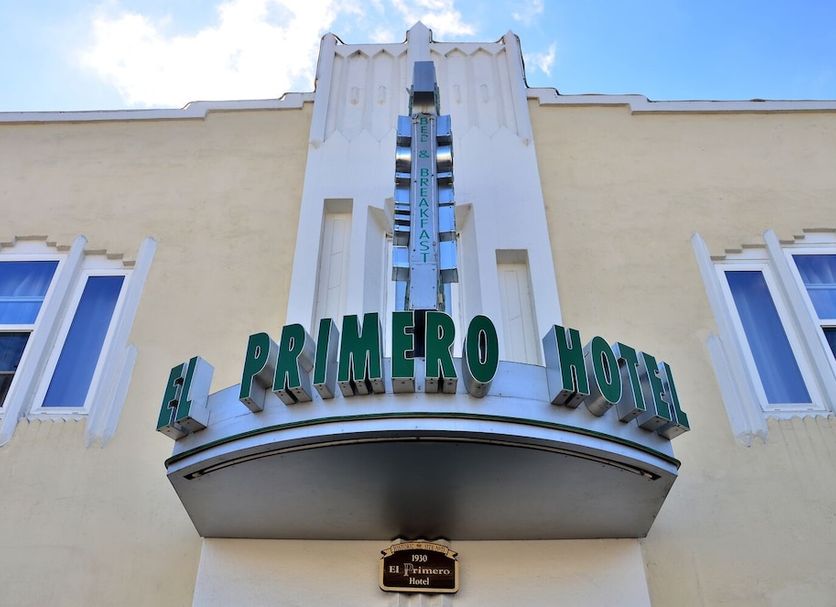 BED & BREAKFAST
EL PRIMERO HOTEL
1930
El Primero
Hotel